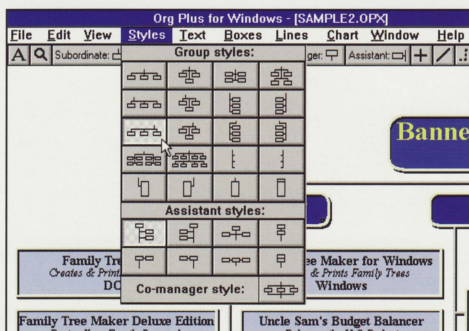 Org Plus for Windows - [SAMPLE2.OPX]
File Edit View Styles Text Boxes Lines Chart Window Help
A Subordinate: ger: Assistant:
Group styles:
Banne
Assistant styles:
Family Tre
Creates & Print
DO
ee Maker for Windows
& Prints Family Trees
Windows
Co-manager style:
Family Tree Maker Deluxe Edition
Uncle Sam's Budget Balancer